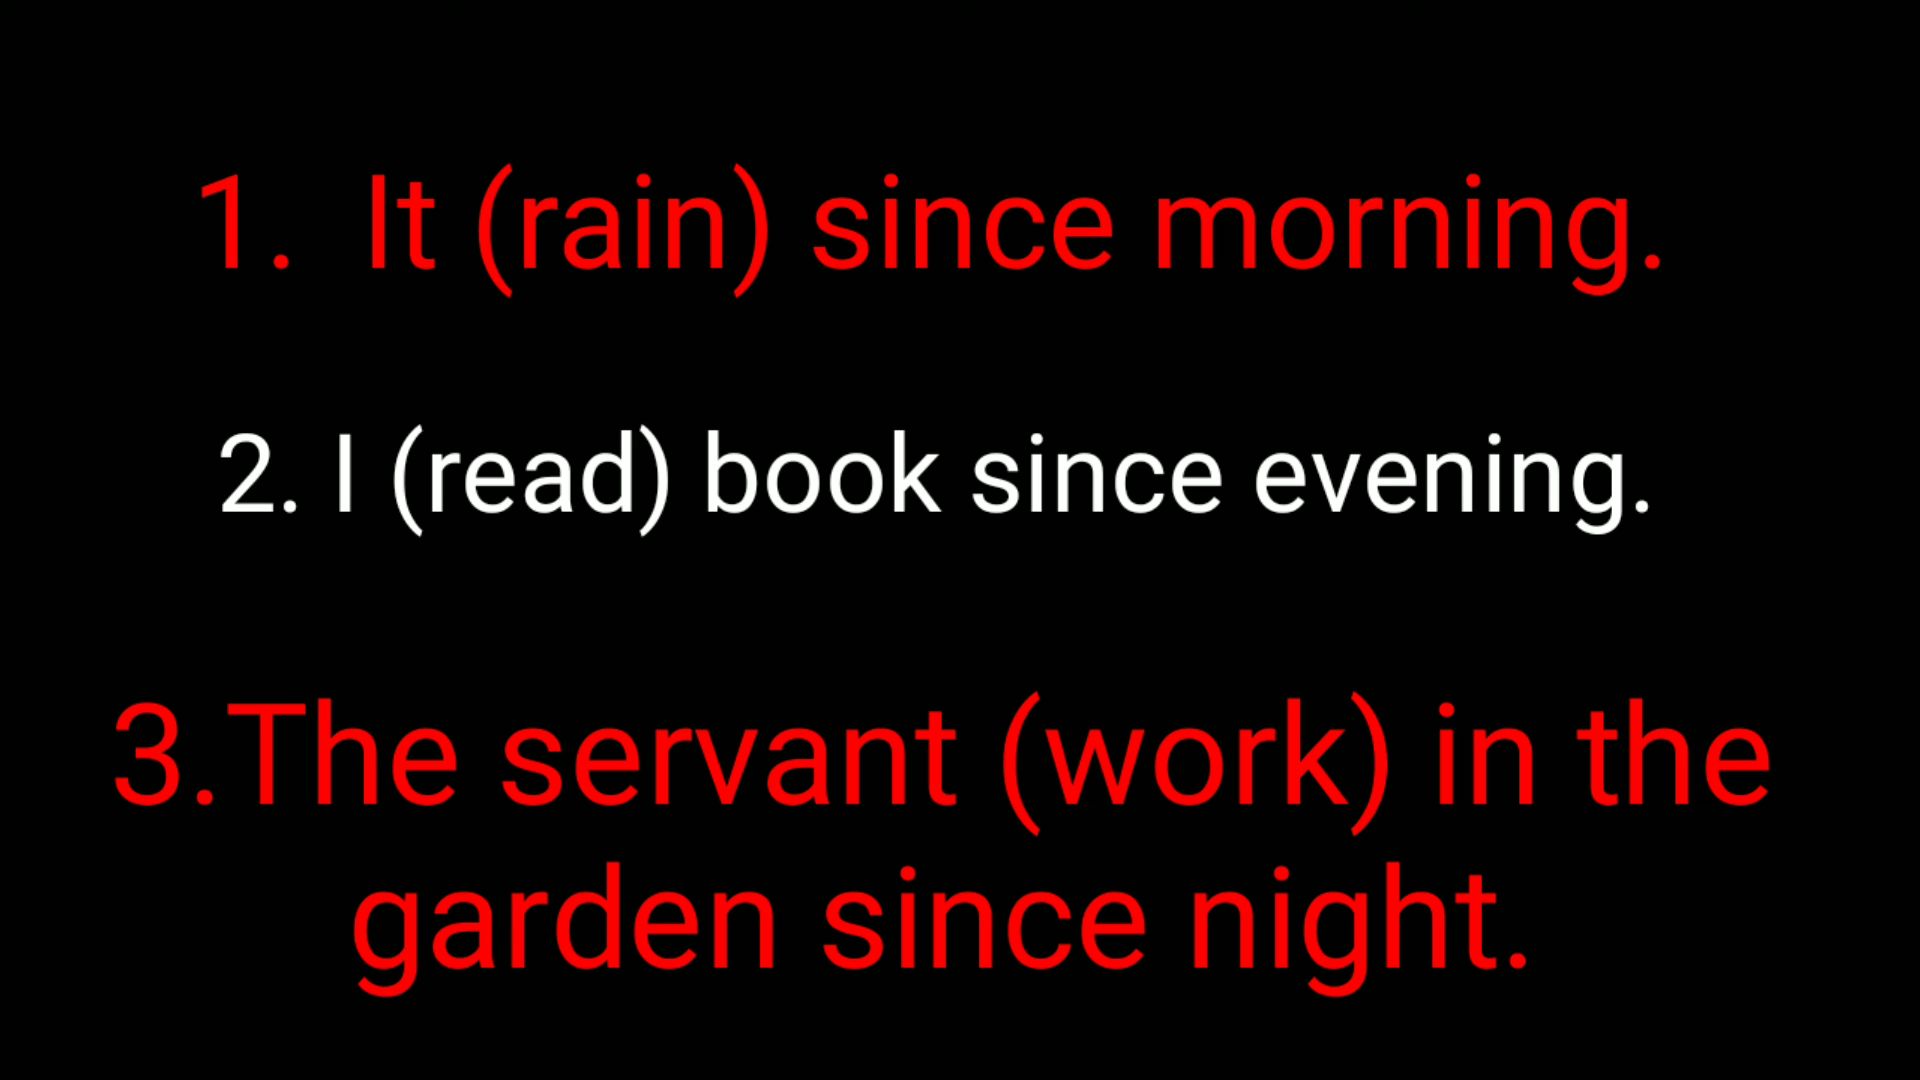 1. It (rain) since morning.
2. I (read) book since evening.
3.The servant (work) in the
garden since night.